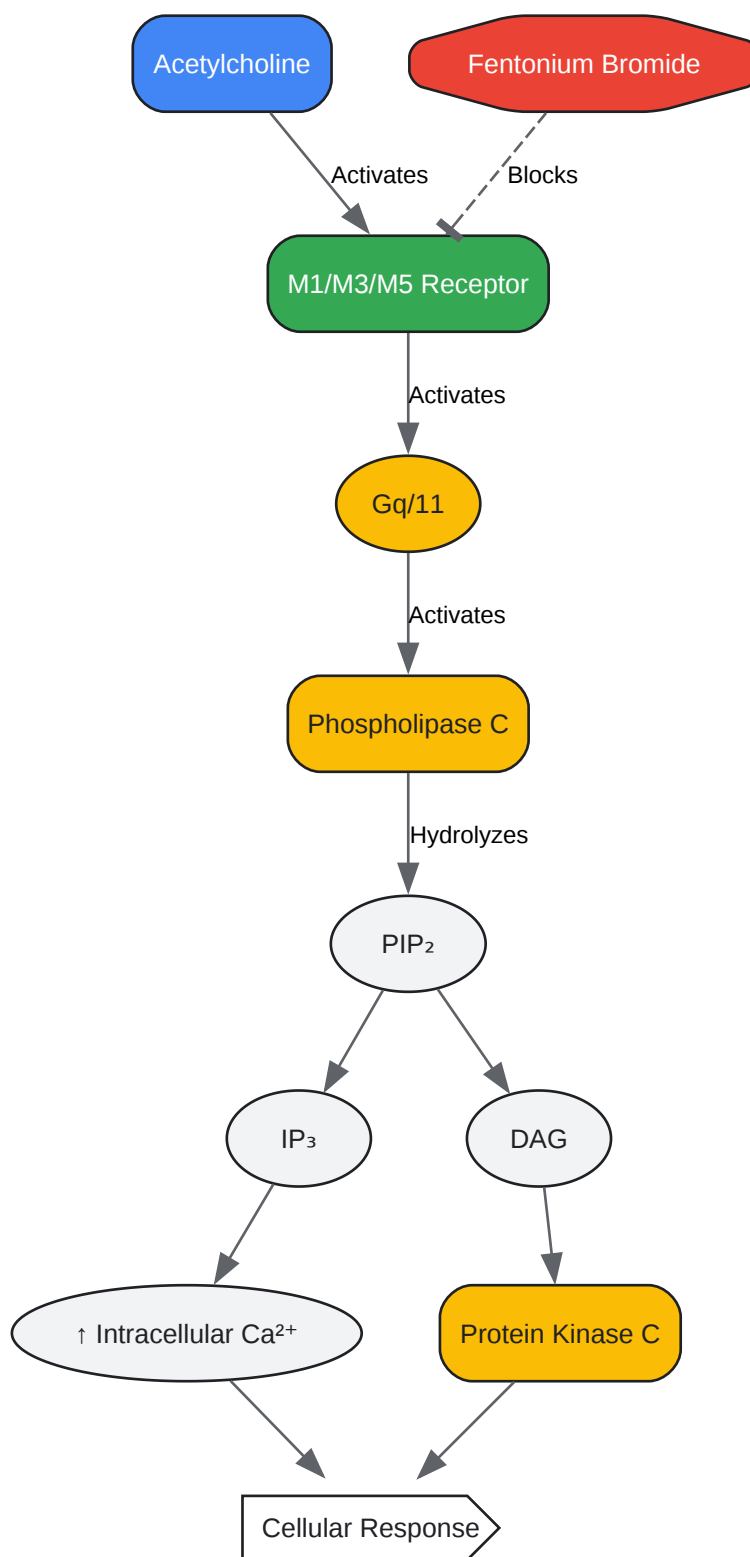 Acetylcholine
Fentonium Bromide
Activates
Blocks
M1/M3/M5 Receptor
Activates
Gq/11
Activates
Phospholipase C
Hydrolyzes
PIP₂
IP₃
DAG
↑ Intracellular Ca²⁺
Protein Kinase C
Cellular Response